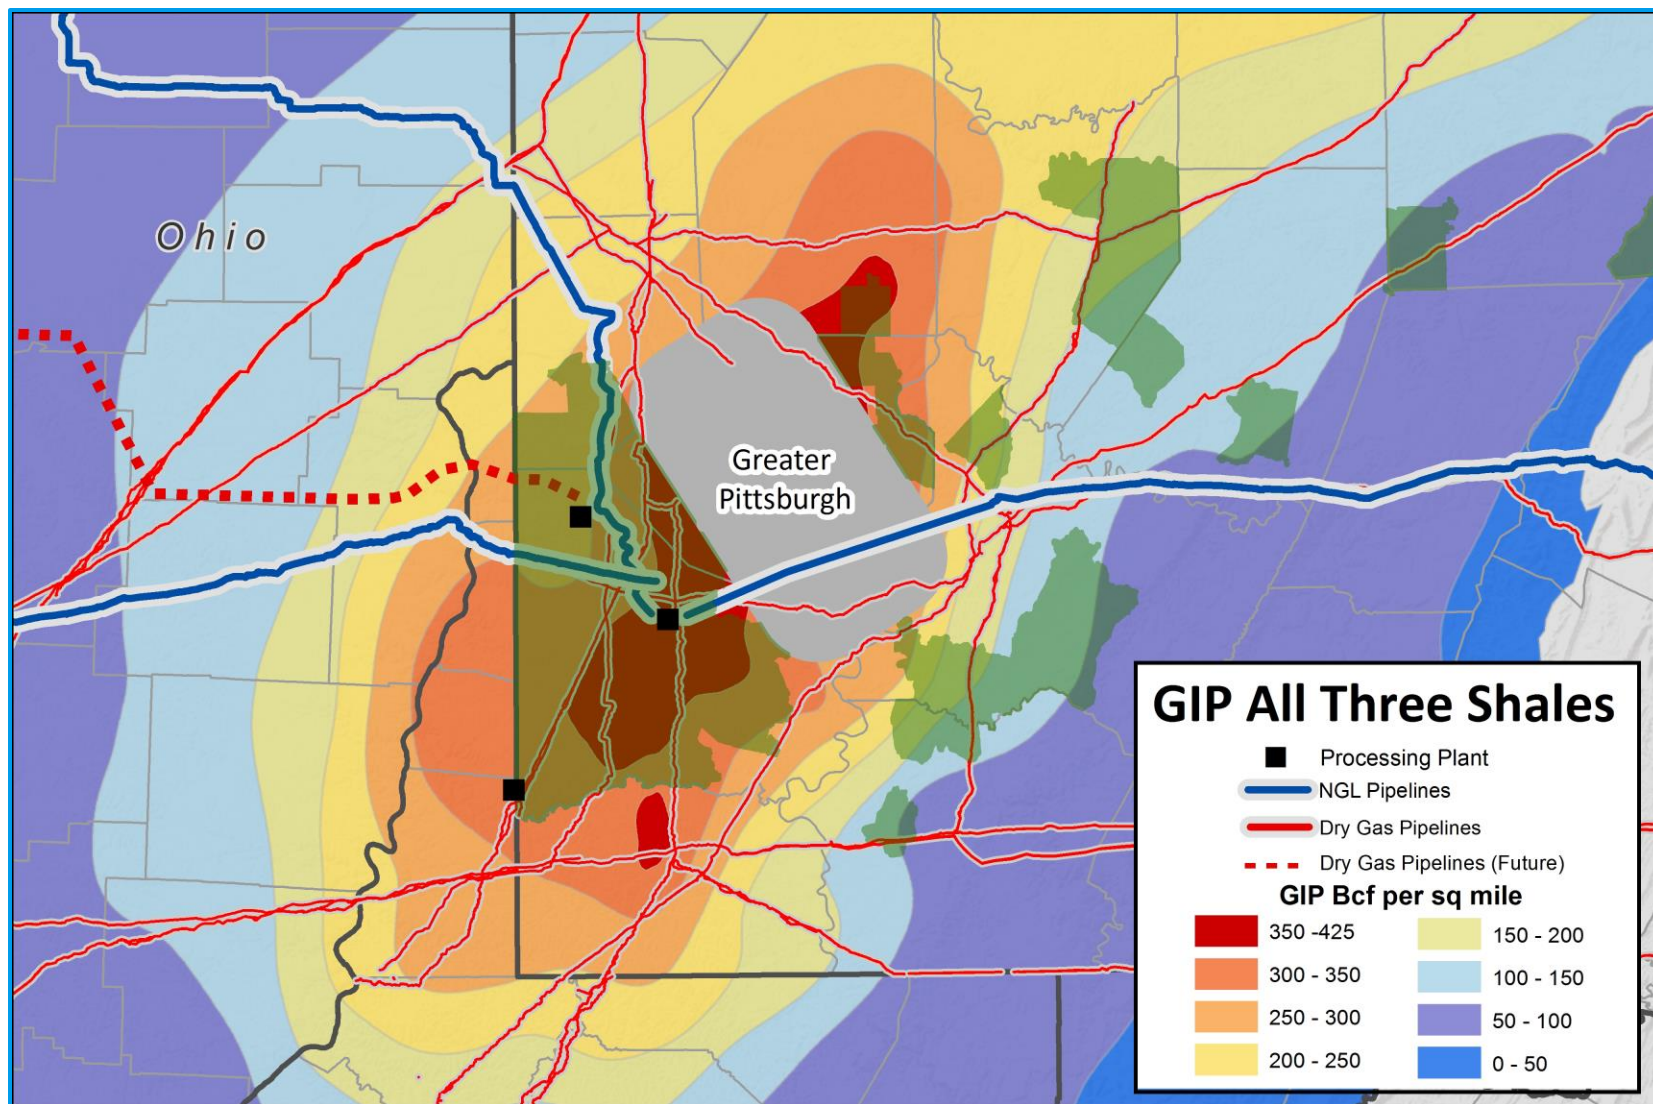 Ohio
Greater
Pittsburgh
GIP All Three Shales
Processing Plant
NGL Pipelines
Dry Gas Pipelines
Dry Gas Pipelines (Future)
GIP Bcf per sq mile
350 -425
300 - 350
250 - 300
200 - 250
150 - 200
100 - 150
50 - 100
0 - 50